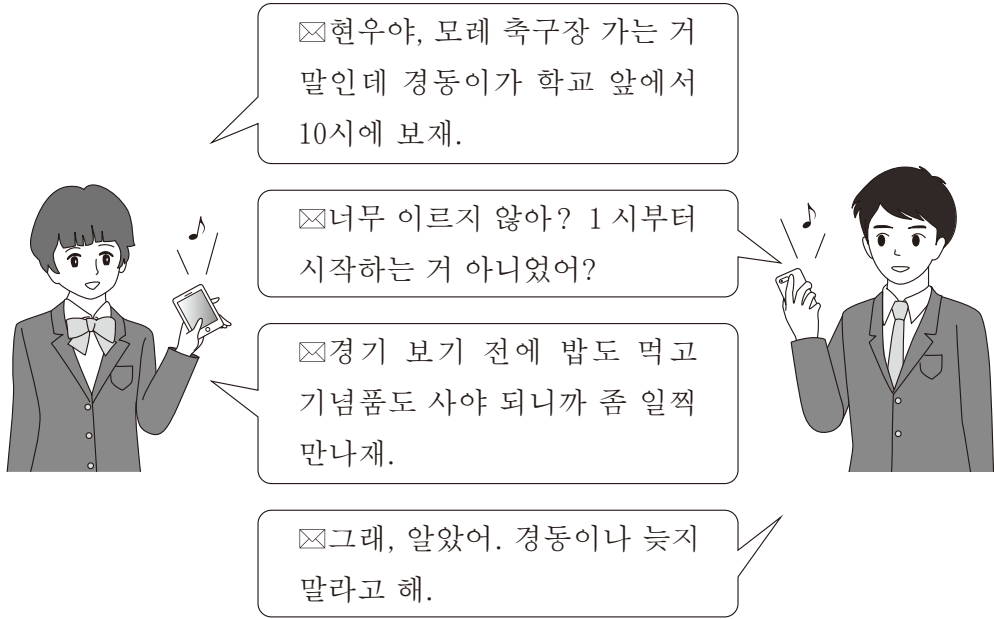 ✉현우야, 모레 축구장 가는 거
말인데 경동이가 학교 앞에서
10시에 보재.
✉너무 이르지 않아? 1 시부터
시작하는 거 아니었어?
✉경기 보기 전에 밥도 먹고
기념품도 사야 되니까 좀 일찍
만나재.
✉그래, 알았어. 경동이나 늦지
말라고 해.